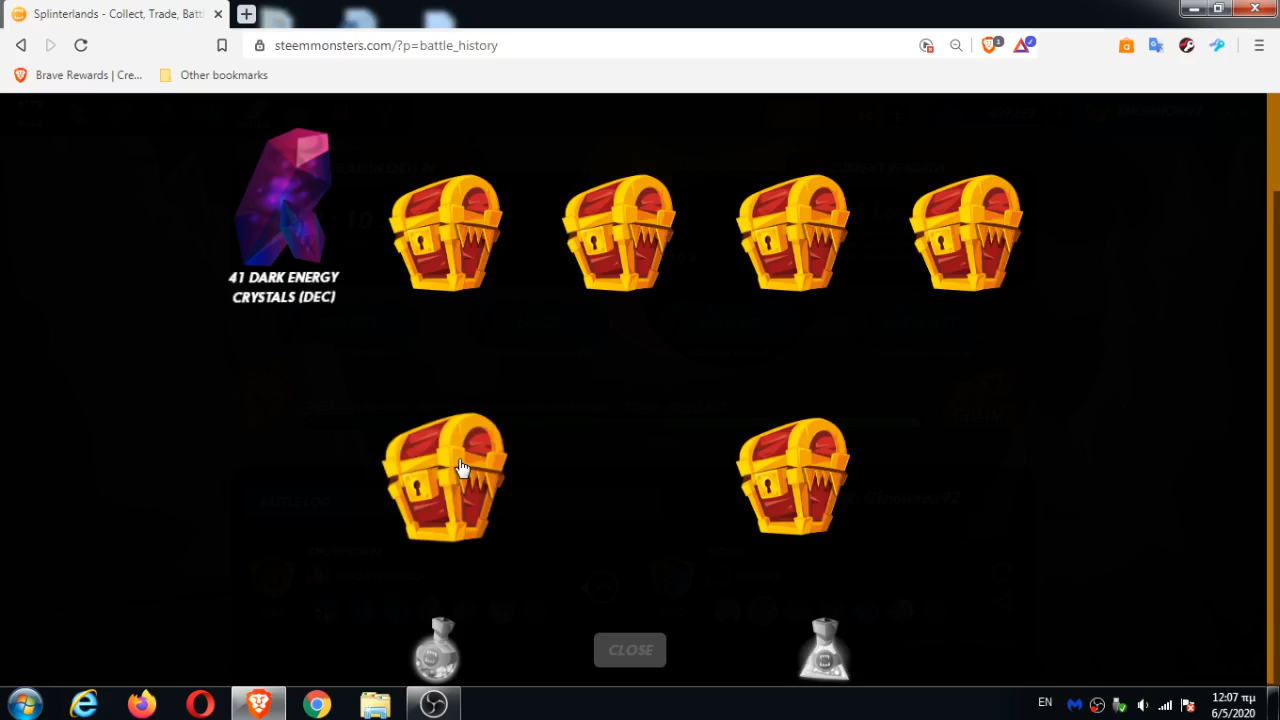 Splinterlands - Collect, Trade, Batt
steemmonsters.com/?p=battle_history
1
Brave Rewards | Cre...
Other bookmarks
41 DARK ENERGY
CRYSTALS (DEC)
CLOSE
EN
12:07 πμ
6/5/2020